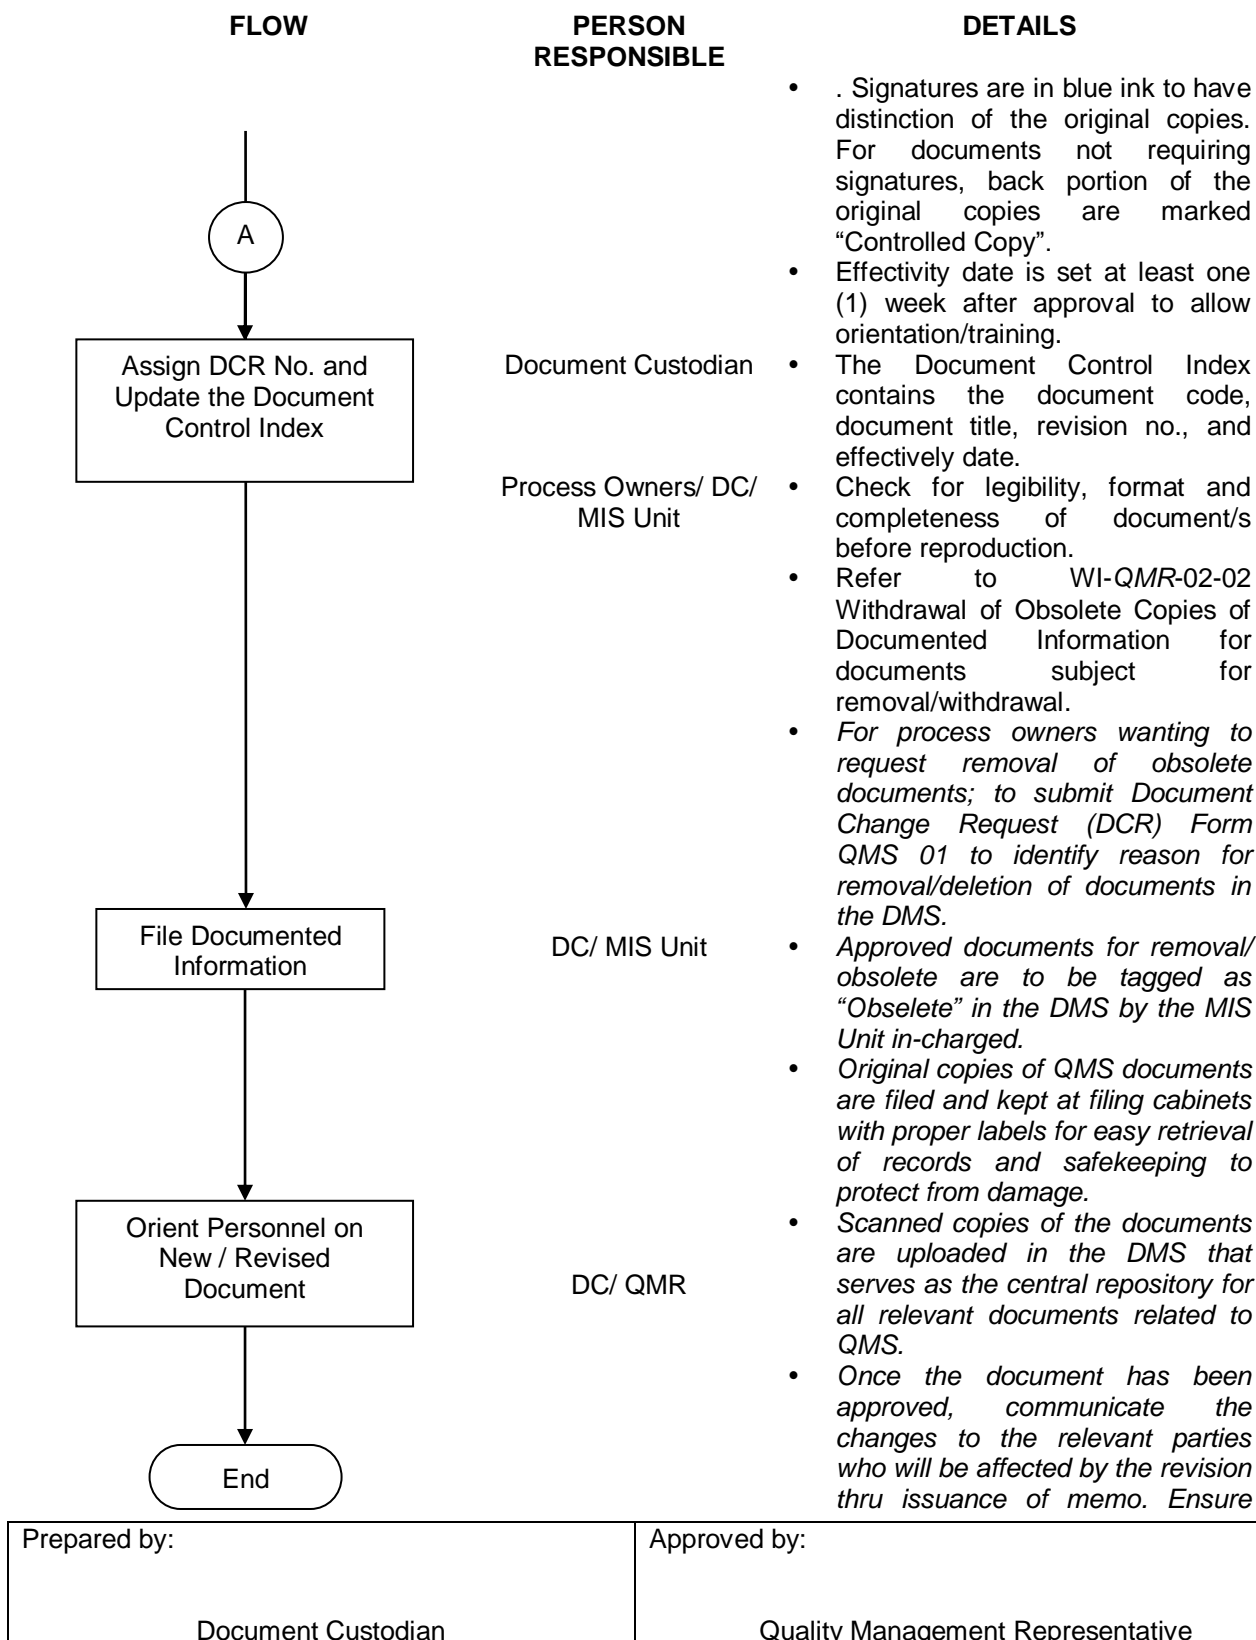 FLOW
PERSON
RESPONSIBLE
DETAILS
• . Signatures are in blue ink to have
distinction of the original copies.
For documents not requiring
signatures, back portion of the
original copies are marked
“Controlled Copy”.
• Effectivity date is set at least one
(1) week after approval to allow
orientation/training.
A
Assign DCR No. and
Update the Document
Control Index
Document Custodian
• The Document Control Index
contains the document code,
document title, revision no., and
effectively date.
Process Owners/ DC/
MIS Unit
• Check for legibility, format and
completeness of document/s
before reproduction.
• Refer to WI-QMR-02-02
Withdrawal of Obsolete Copies of
Documented Information for
documents subject for
removal/withdrawal.
• For process owners wanting to
request removal of obsolete
documents; to submit Document
Change Request (DCR) Form
QMS 01 to identify reason for
removal/deletion of documents in
the DMS.
File Documented
Information
DC/ MIS Unit
• Approved documents for removal/
obsolete are to be tagged as
“Obselete” in the DMS by the MIS
Unit in-charged.
• Original copies of QMS documents
are filed and kept at filing cabinets
with proper labels for easy retrieval
of records and safekeeping to
protect from damage.
Orient Personnel on
New / Revised
Document
DC/ QMR
• Scanned copies of the documents
are uploaded in the DMS that
serves as the central repository for
all relevant documents related to
QMS.
• Once the document has been
approved, communicate the
changes to the relevant parties
who will be affected by the revision
thru issuance of memo. Ensure
End
Prepared by:
Document Custodian
Approved by:
Quality Management Representative